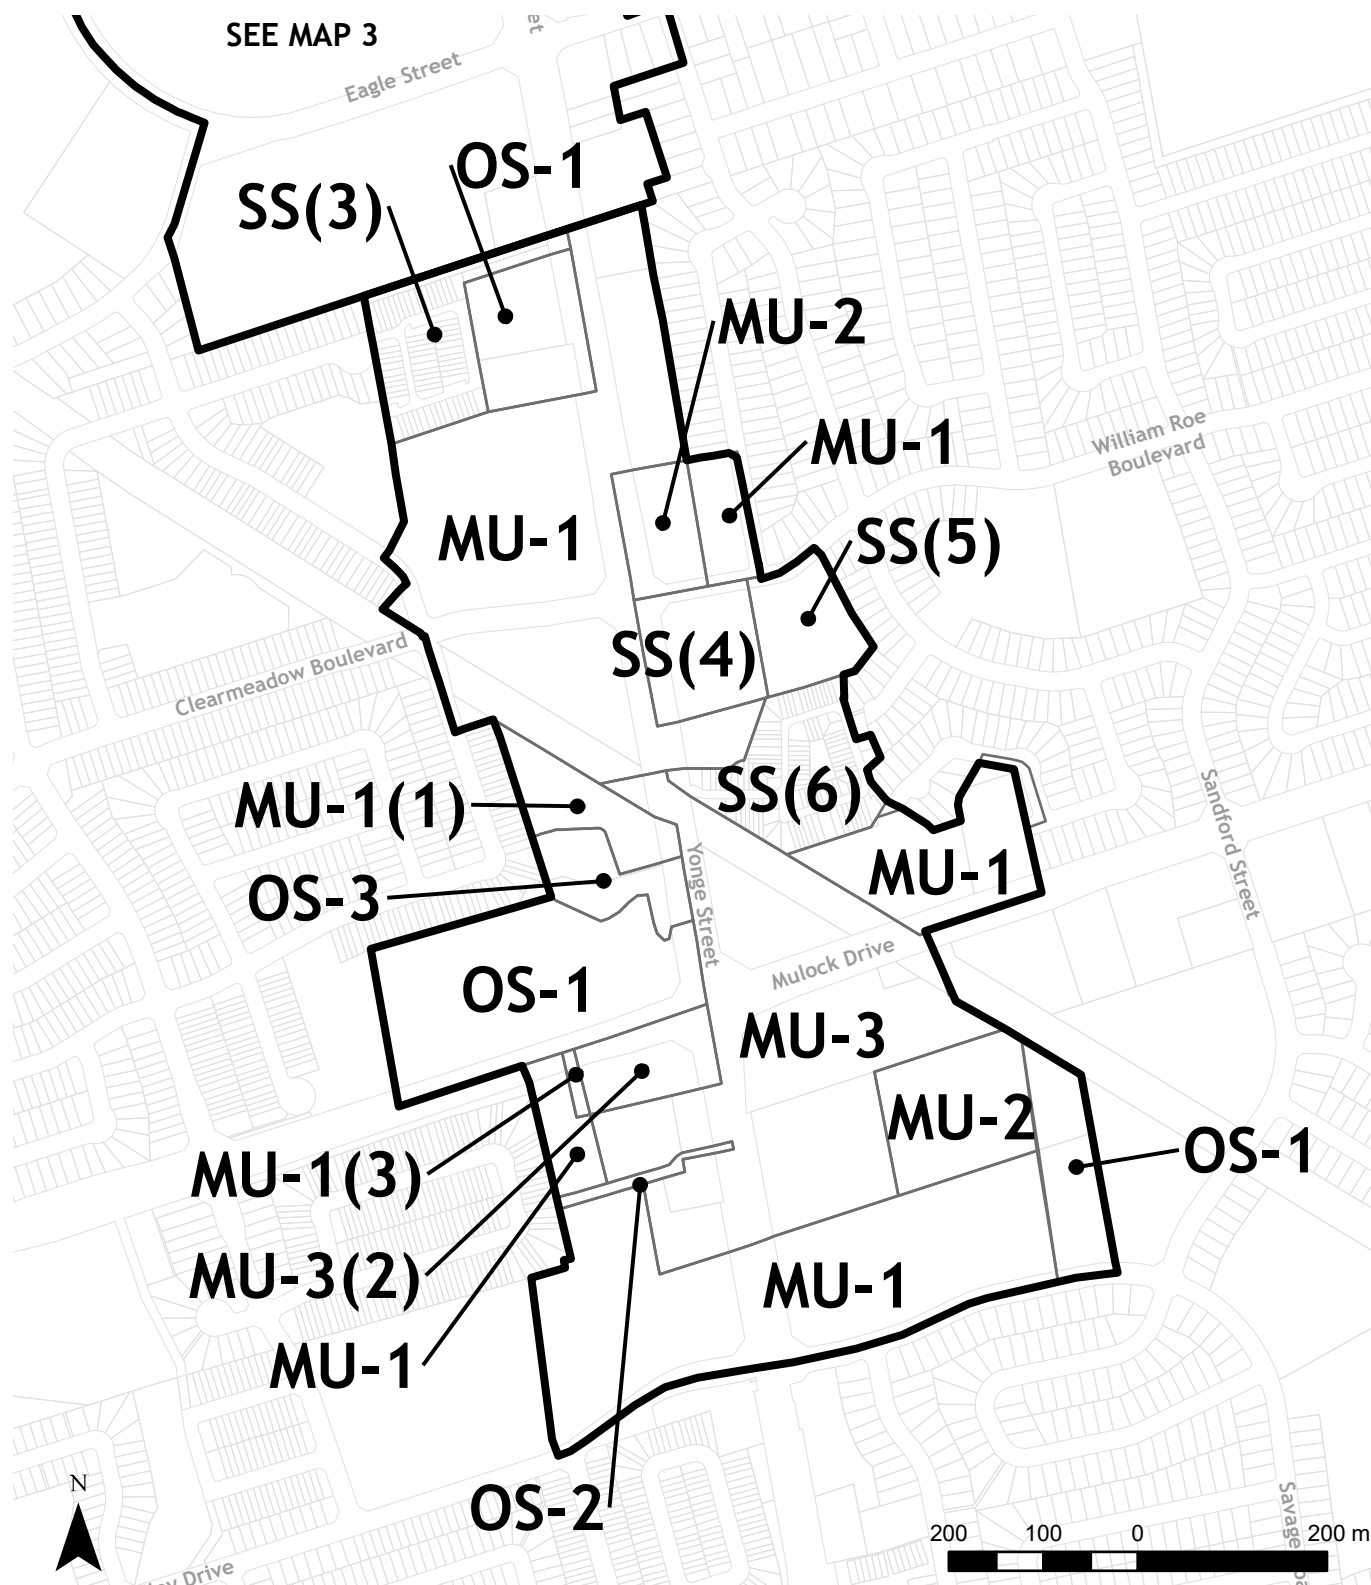 SEE MAP 3
Eagle Street
OS-1
SS(3)
MU-2
MU-1
William Roe
Boulevard
MU-1
SS(5)
SS(4)
Clearmeadow Boulevard
SS(6)
MU-1(1)
Sandford Street
Yonge Street
MU-1
OS-3
Mulock Drive
OS-1
MU-3
MU-2
OS-1
MU-1(3)
MU-3(2)
MU-1
MU-1
OS-2
N
Savage
Drive
200 100 0 200 m